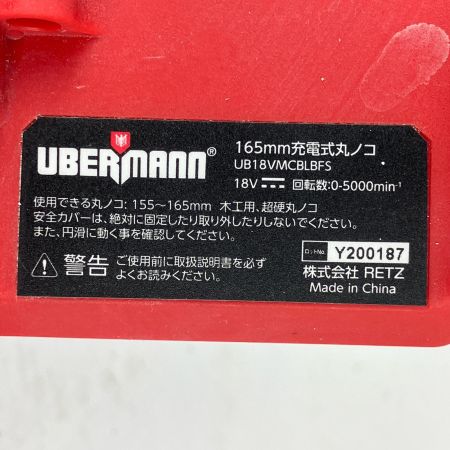 UBERMANN®
165mm充電式丸ノコ
UB18VMCBLBFS
18V 回転数:0-5000min⁻¹
使用できる丸ノコ: 155~165mm 木工用、超硬丸ノコ
安全カバーは、絶対に固定したり取り外したりしないでください。
また、円滑に動く事を確認してください。
警告
ご使用前に取扱説明書を必ず
よくお読みください。
ロットNo. Y200187
株式会社 RETZ
Made in China